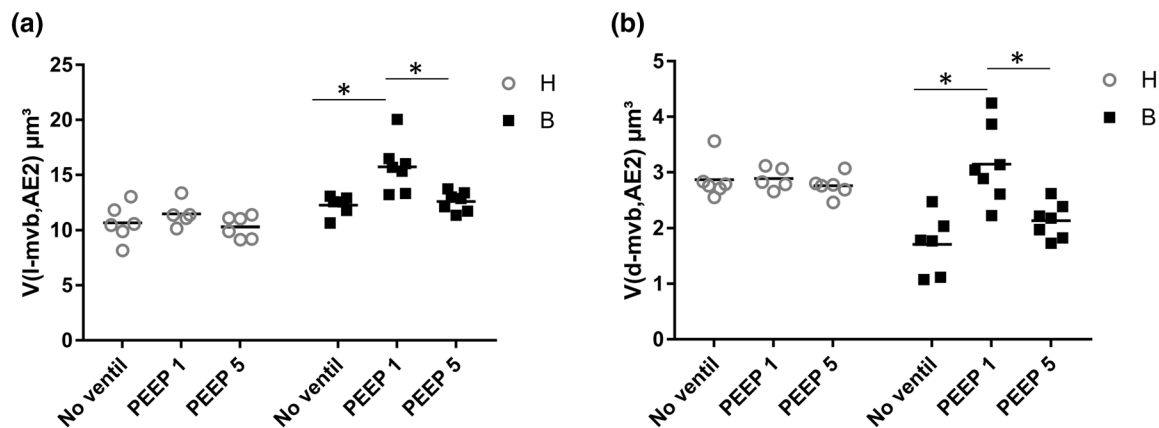 (a)
V(l-mvb,AE2) µm³
25
20
15
10
5
0
No ventil
PEEP 1
PEEP 5
No ventil
PEEP 1
PEEP 5
*
*
H
B
(b)
V(d-mvb,AE2) µm³
5
4
3
2
1
0
No ventil
PEEP 1
PEEP 5
No ventil
PEEP 1
PEEP 5
*
*
H
B